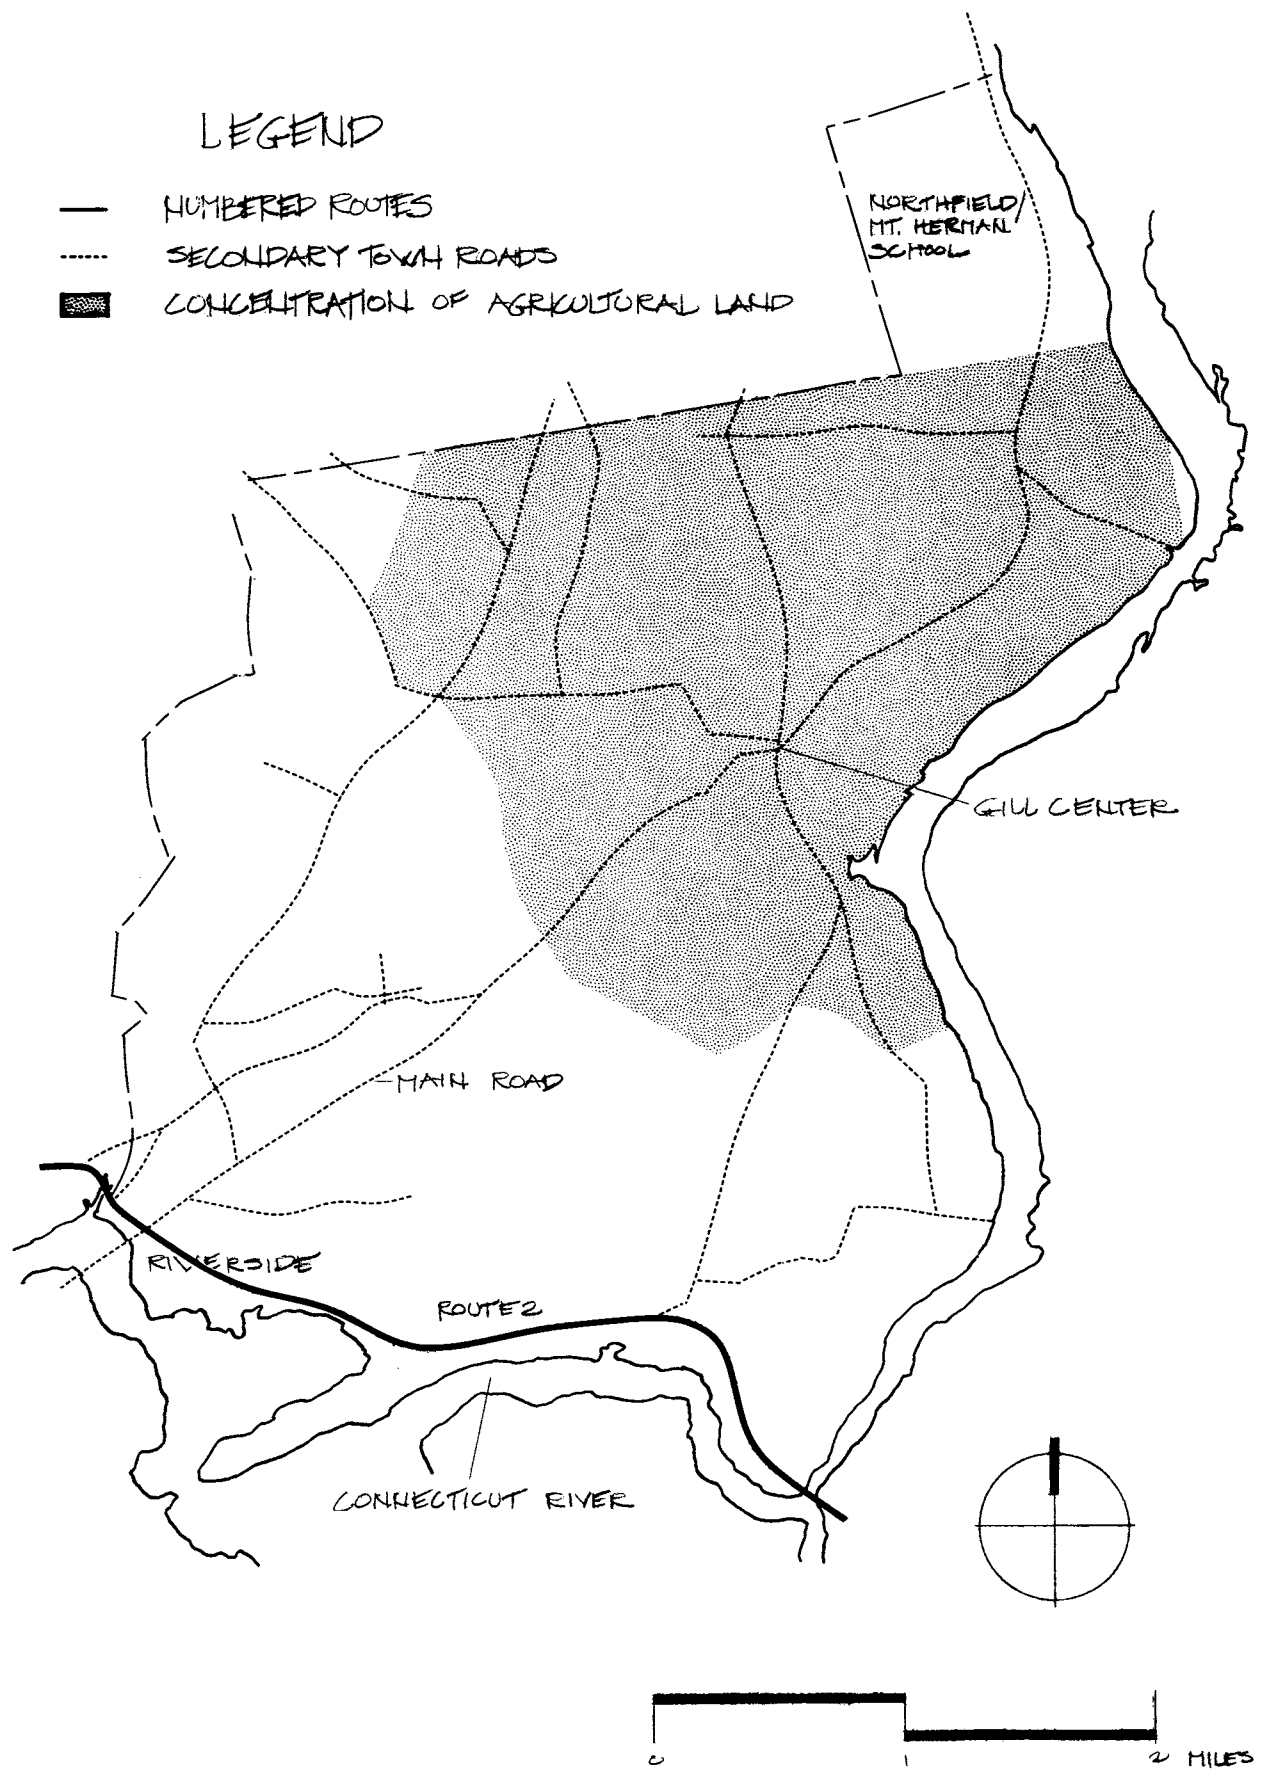 LEGEND
NUMBERED ROUTES
SECONDARY TOWN ROADS
CONCENTRATION OF AGRICULTURAL LAND
NORTHFIELD/
MT. HERMAN
SCHOOL
GILL CENTER
MAIN ROAD
RIVERSIDE
ROUTE 2
CONNECTICUT RIVER
0 1 2 MILES